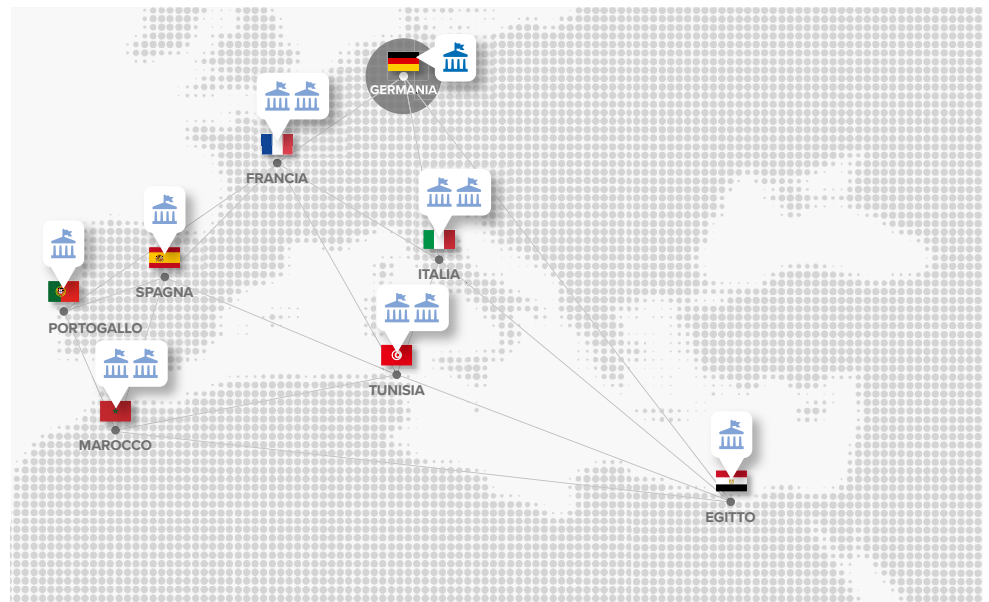 GERMANIA
FRANCIA
ITALIA
SPAGNA
PORTOGALLO
TUNISIA
MAROCCO
EGITTO